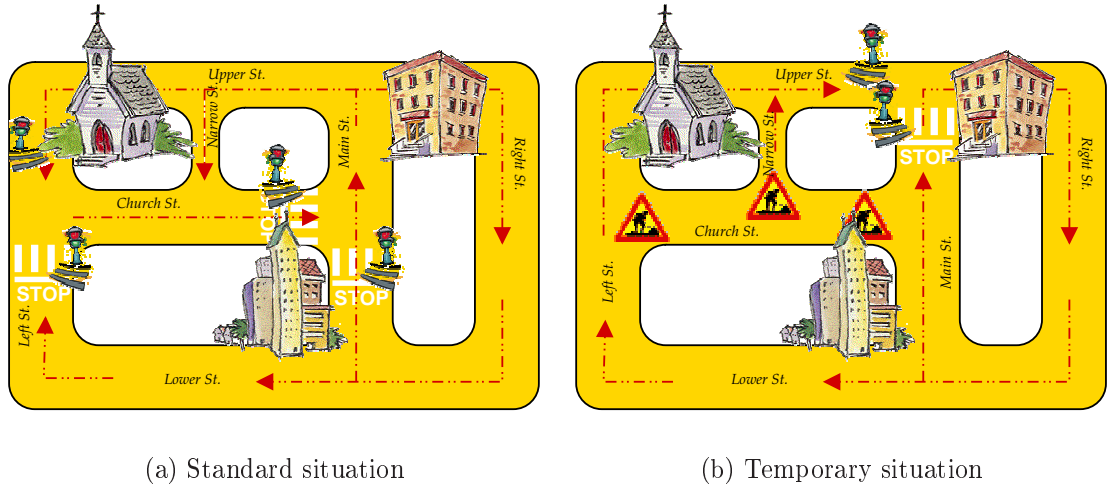 Upper St.
Narrow St.
Main St.
Right St.
Church St.
STOP
STOP
STOP
Left St.
Lower St.
Upper St.
Narrow St.
STOP
Right St.
Church St.
Main St.
Left St.
Lower St.
(a) Standard situation
(b) Temporary situation